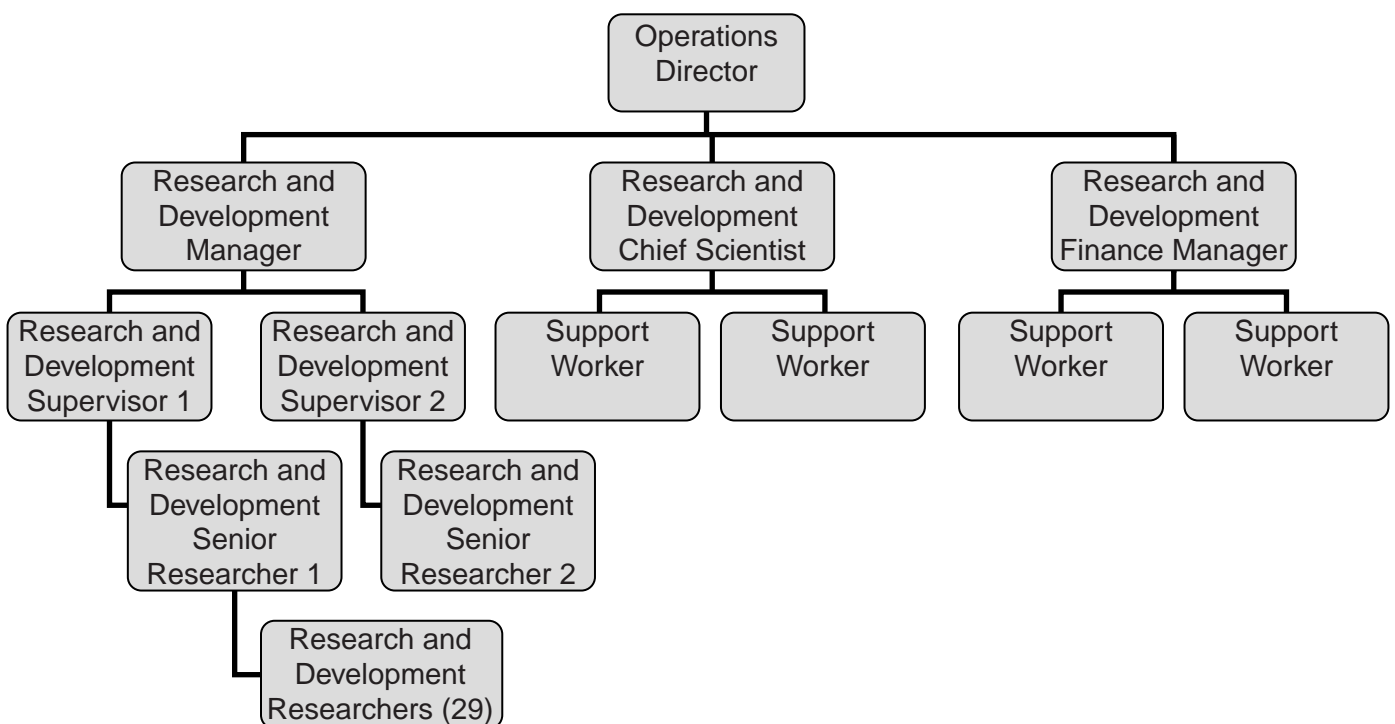 Operations
Director
Research and
Development
Manager
Research and
Development
Chief Scientist
Research and
Development
Finance Manager
Research and
Development
Supervisor 1
Research and
Development
Supervisor 2
Support
Worker
Support
Worker
Support
Worker
Support
Worker
Research and
Development
Senior
Researcher 1
Research and
Development
Senior
Researcher 2
Research and
Development
Researchers (29)